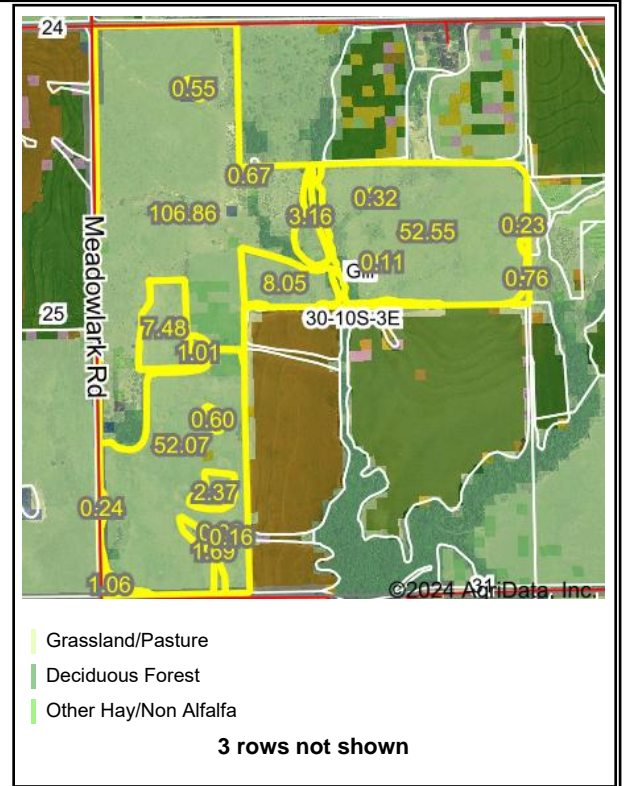 24
0.55
0.67
106.86
3.16
0.32
52.55
0.23
0.11
Gill
0.76
8.05
Meadowlark Rd
25
30-10S-3E
7.48
1.01
0.60
52.07
2.37
0.24
0.16
1.69
1.06
31
©2024 AgriData, Inc.
Grassland/Pasture
Deciduous Forest
Other Hay/Non Alfalfa
3 rows not shown